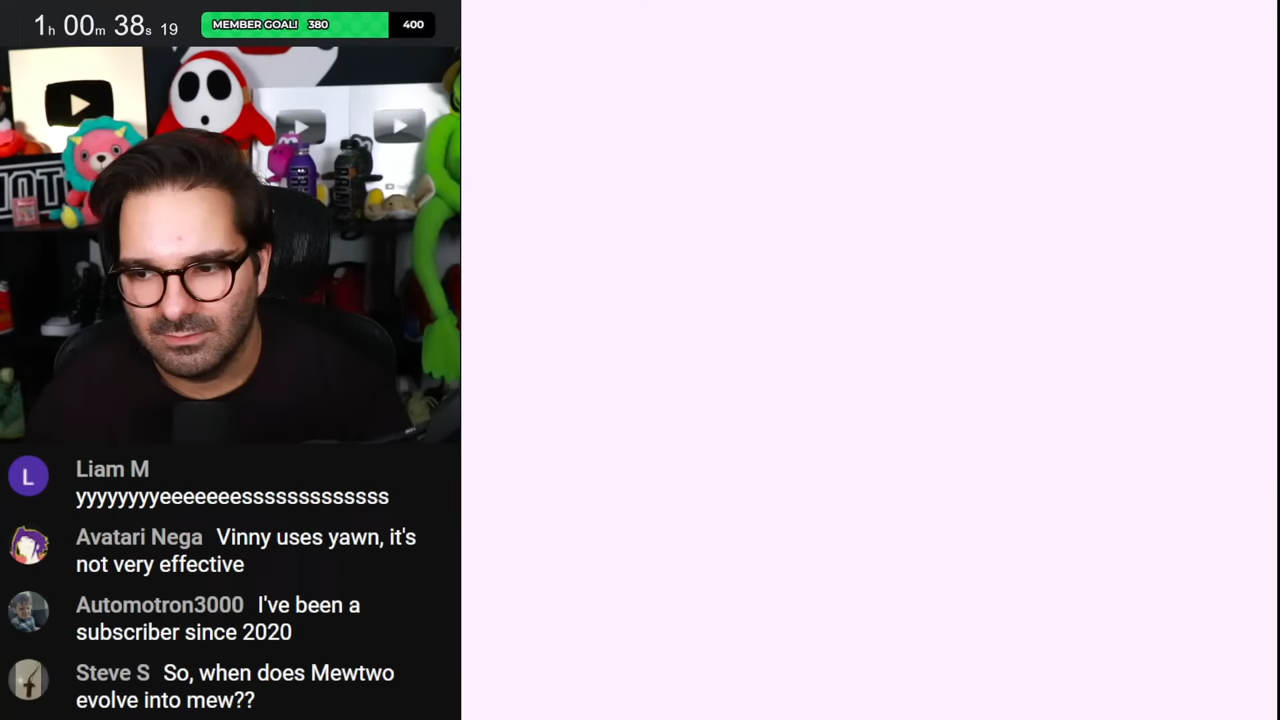 1h 00m 38s 19
MEMBER GOAL! 380
400
Liam M
yyyyyyyyeeeeeeesssssssssssss
Avatari Nega Vinny uses yawn, it's
not very effective
Automotron3000 I've been a
subscriber since 2020
Steve S So, when does Mewtwo
evolve into mew??
L